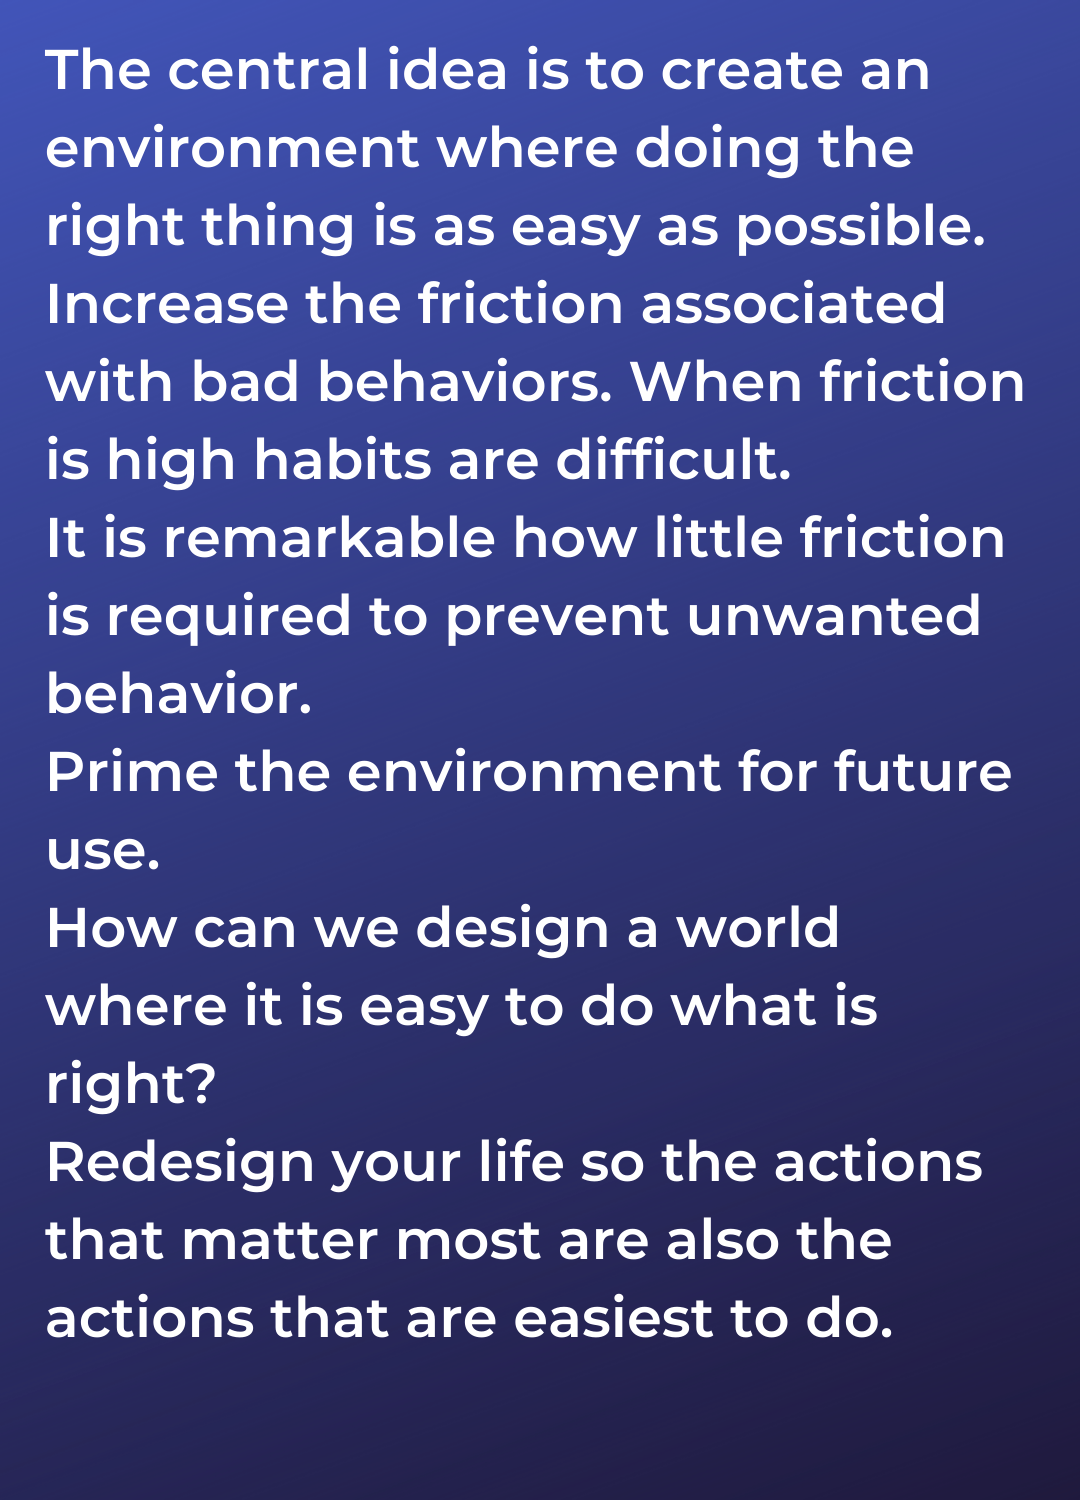 The central idea is to create an
environment where doing the
right thing is as easy as possible.
Increase the friction associated
with bad behaviors. When friction
is high habits are difficult.
It is remarkable how little friction
is required to prevent unwanted
behavior.
Prime the environment for future
use.
How can we design a world
where it is easy to do what is
right?
Redesign your life so the actions
that matter most are also the
actions that are easiest to do.